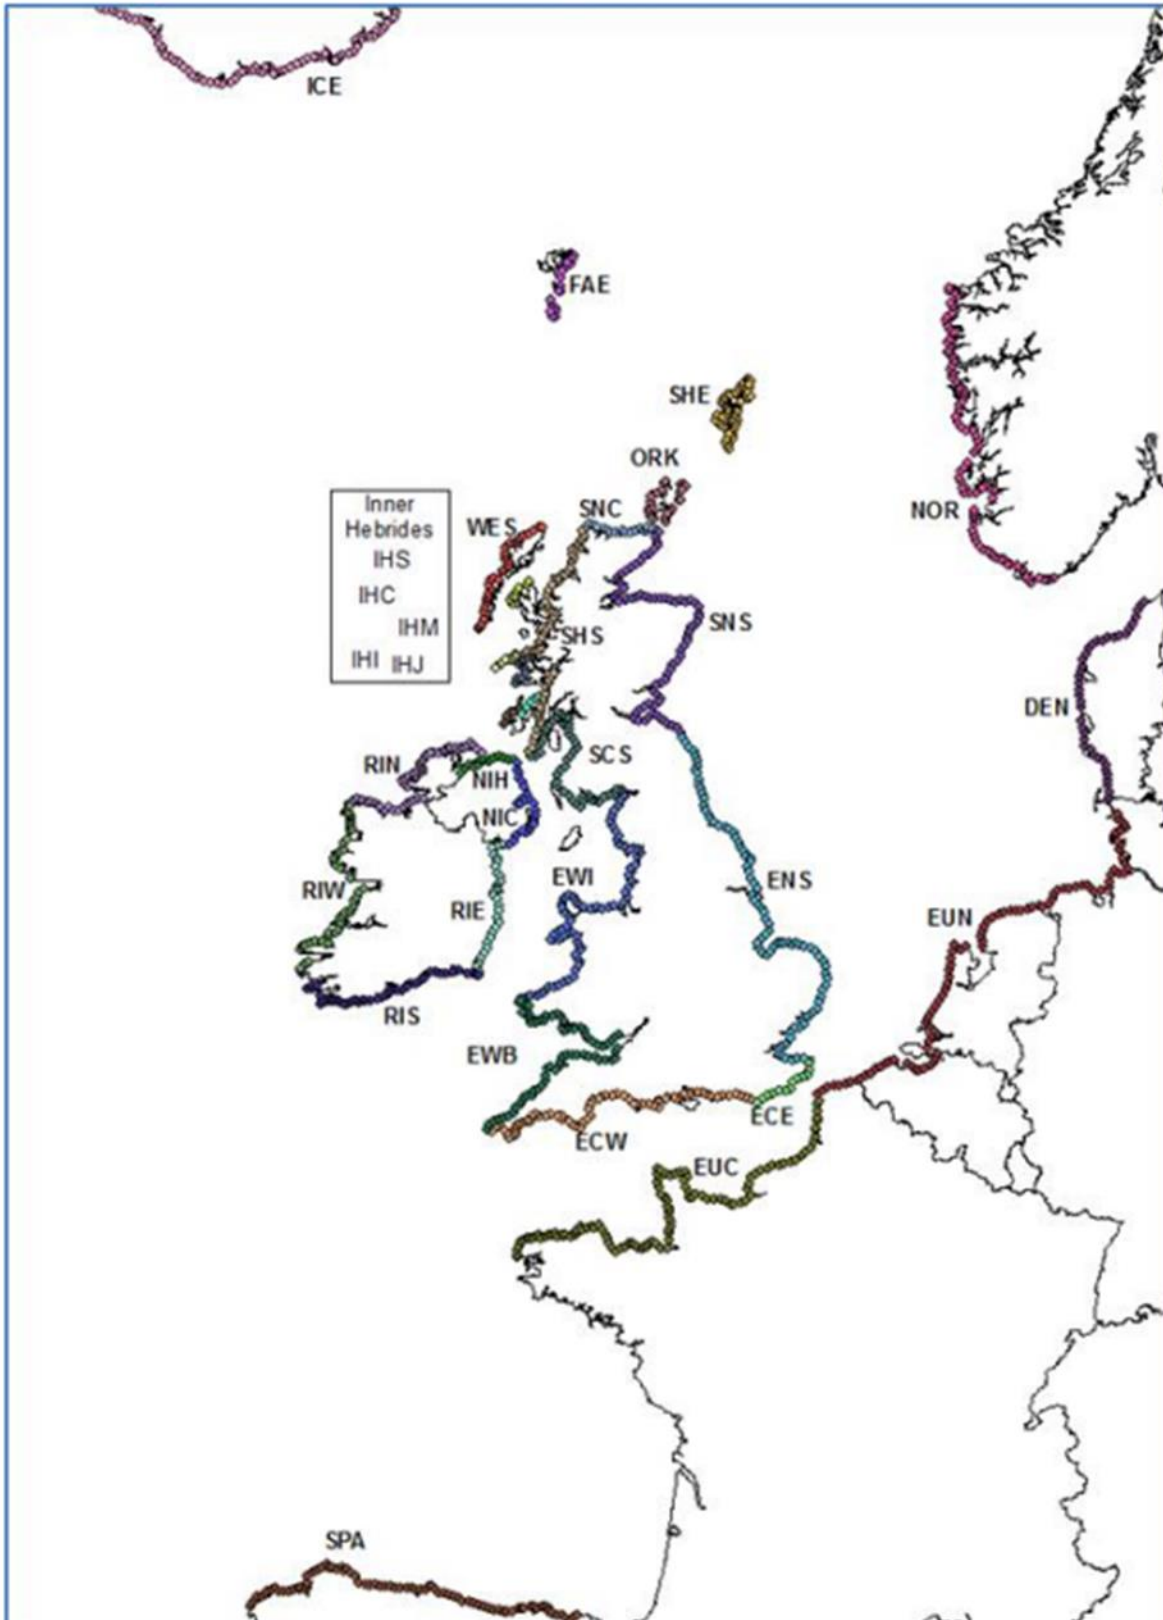 ICE
FAE
SHE
ORK
SNC
NOR
Inner
Hebrides
IHS
IHC
IHM
IHI IHJ
WES
SHS
SNS
DEN
SCS
RIN
NIH
NIC
ENS
EWI
RIW
RIE
EUN
RIS
EWB
ECE
ECW
EUC
SPA